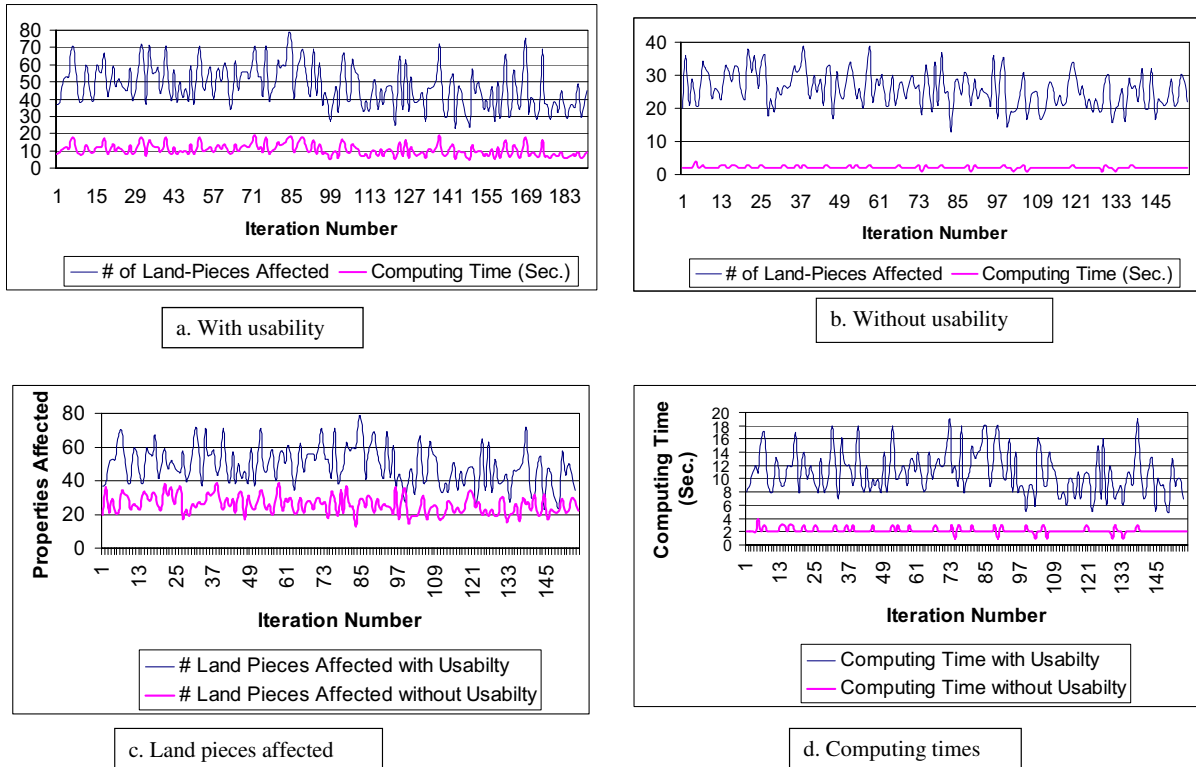 80
70
60
50
40
30
20
10
0
1 15 29 43 57 71 85 99 113 127 141 155 169 183
Iteration Number
# of Land-Pieces Affected Computing Time (Sec.)
a. With usability
40
30
20
10
0
1 13 25 37 49 61 73 85 97 109 121 133 145
Iteration Number
# of Land-Pieces Affected Computing Time (Sec.)
b. Without usability
Properties Affected
80
60
40
20
0
1 13 25 37 49 61 73 85 97 109 121 133 145
Iteration Number
# Land Pieces Affected with Usabilty
# Land Pieces Affected without Usabilty
c. Land pieces affected
Computing Time
(Sec.)
20
18
16
14
12
10
8
6
4
2
0
1 13 25 37 49 61 73 85 97 109 121 133 145
Iteration Number
Computing Time with Usabilty
Computing Time without Usabilty
d. Computing times